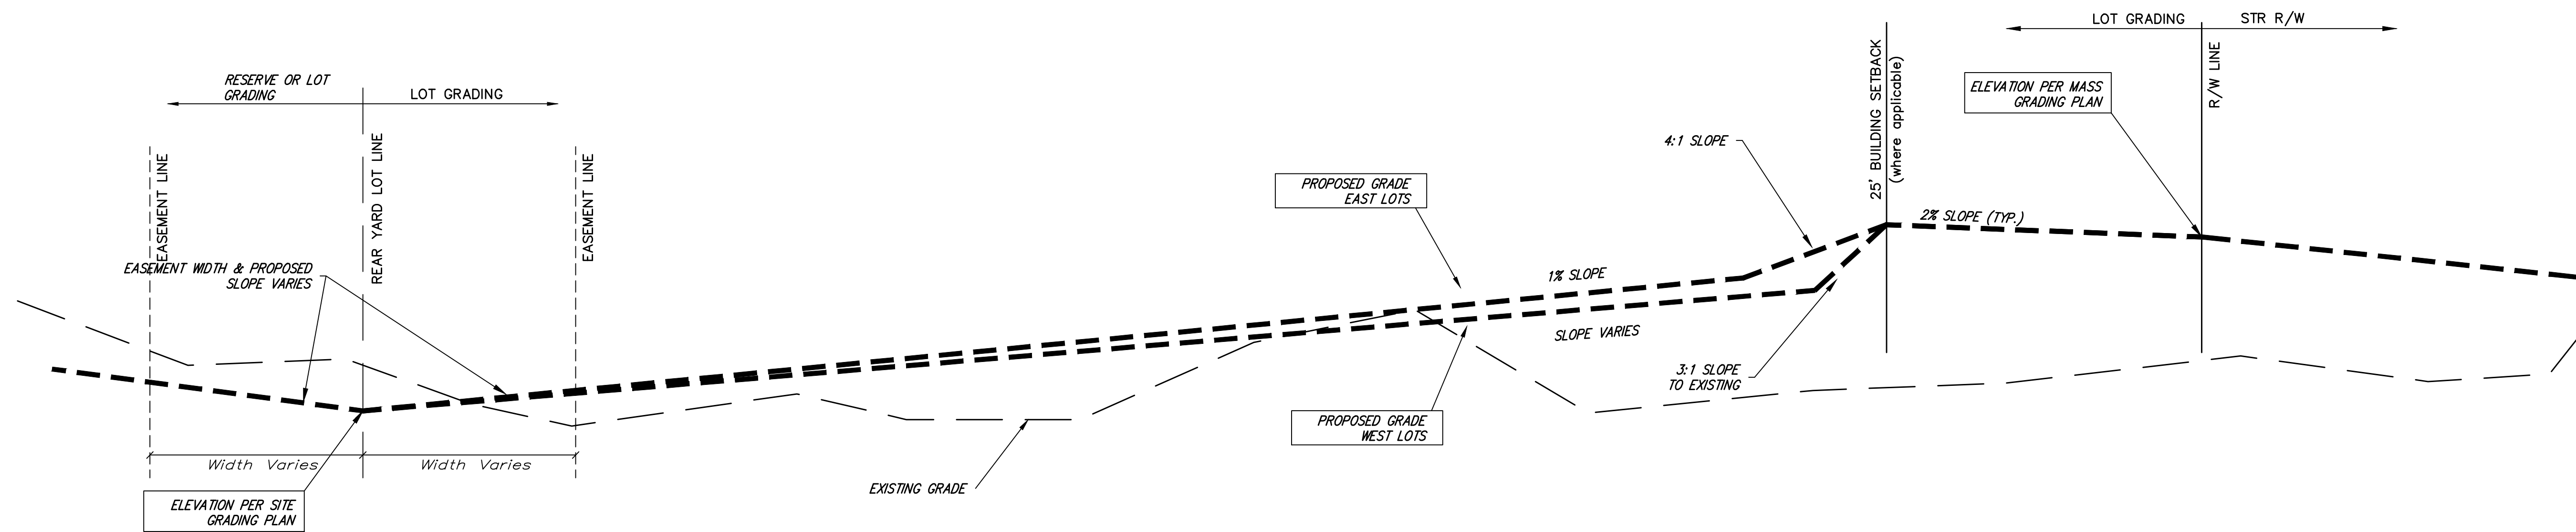 RESERVE OR LOT
GRADING
LOT GRADING
EASEMENT LINE
REAR YARD LOT LINE
EASEMENT LINE
EASEMENT WIDTH & PROPOSED
SLOPE VARIES
Width Varies
Width Varies
ELEVATION PER SITE
GRADING PLAN
EXISTING GRADE
PROPOSED GRADE
EAST LOTS
1% SLOPE
SLOPE VARIES
PROPOSED GRADE
WEST LOTS
4:1 SLOPE
3:1 SLOPE
TO EXISTING
25' BUILDING SETBACK
(where applicable)
2% SLOPE (TYP.)
ELEVATION PER MASS
GRADING PLAN
LOT GRADING
STR R/W
R/W LINE